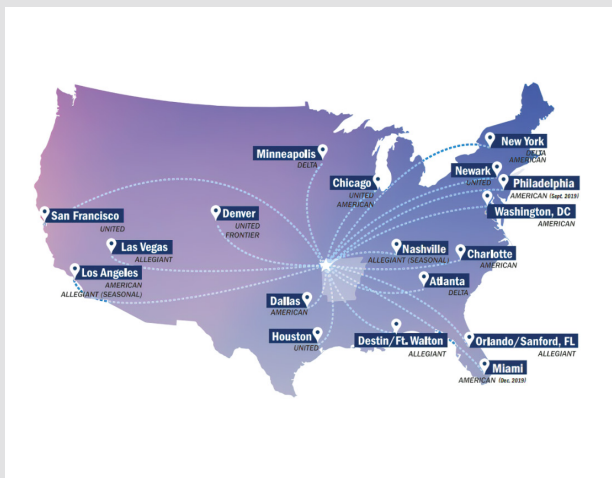 New York
DELTA
AMERICAN
Minneapolis
DELTA
Newark
UNITED
Chicago
UNITED
AMERICAN
Philadelphia
AMERICAN (Sept. 2019)
San Francisco
UNITED
Denver
UNITED
FRONTIER
Washington, DC
AMERICAN
Las Vegas
ALLEGIANT
Nashville
ALLEGIANT (SEASONAL)
Charlotte
AMERICAN
Los Angeles
AMERICAN
ALLEGIANT (SEASONAL)
Atlanta
DELTA
Dallas
AMERICAN
Houston
UNITED
Destin/Ft. Walton
ALLEGIANT
Orlando/Sanford, FL
ALLEGIANT
Miami
AMERICAN (Dec. 2019)